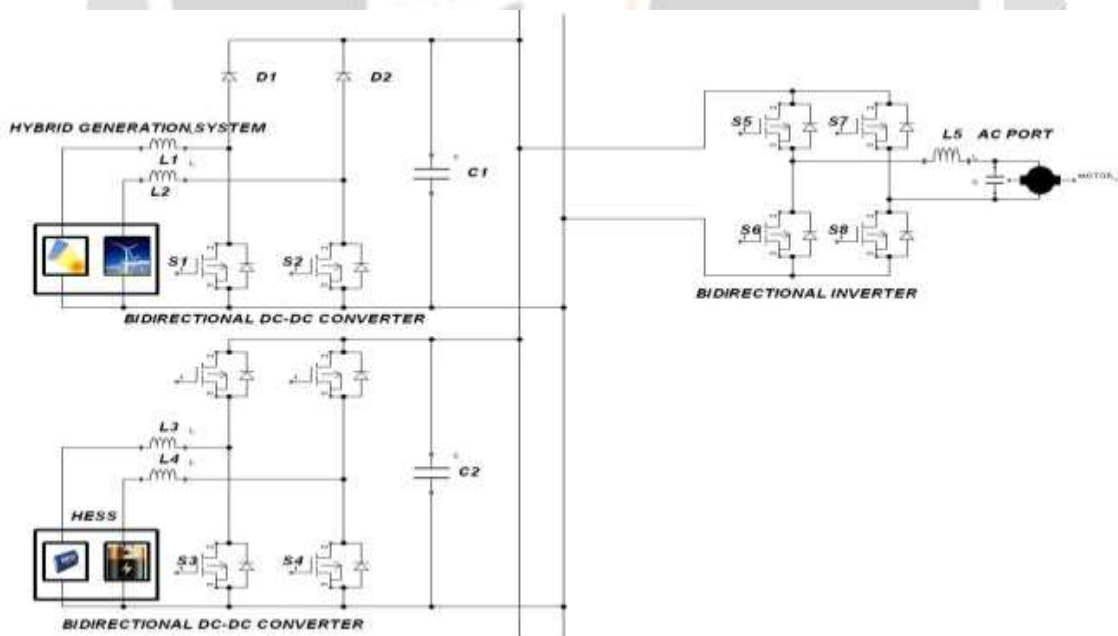 D1
D2
HYBRID GENERATION SYSTEM
L1
L2
C1
S1
S2
BIDIRECTIONAL DC-DC CONVERTER
S5
S7
L5 AC PORT
MOTOR
S6
S8
BIDIRECTIONAL INVERTER
L3
L4
C2
HESS
S3
S4
BIDIRECTIONAL DC-DC CONVERTER